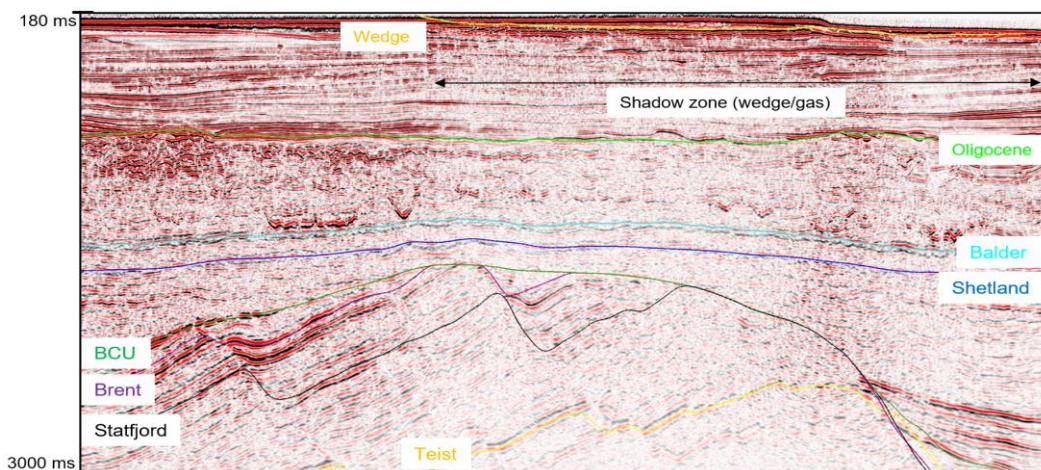 180 ms
Wedge
Shadow zone (wedge/gas)
Oligocene
Balder
Shetland
BCU
Brent
Statfjord
Teist
3000 ms